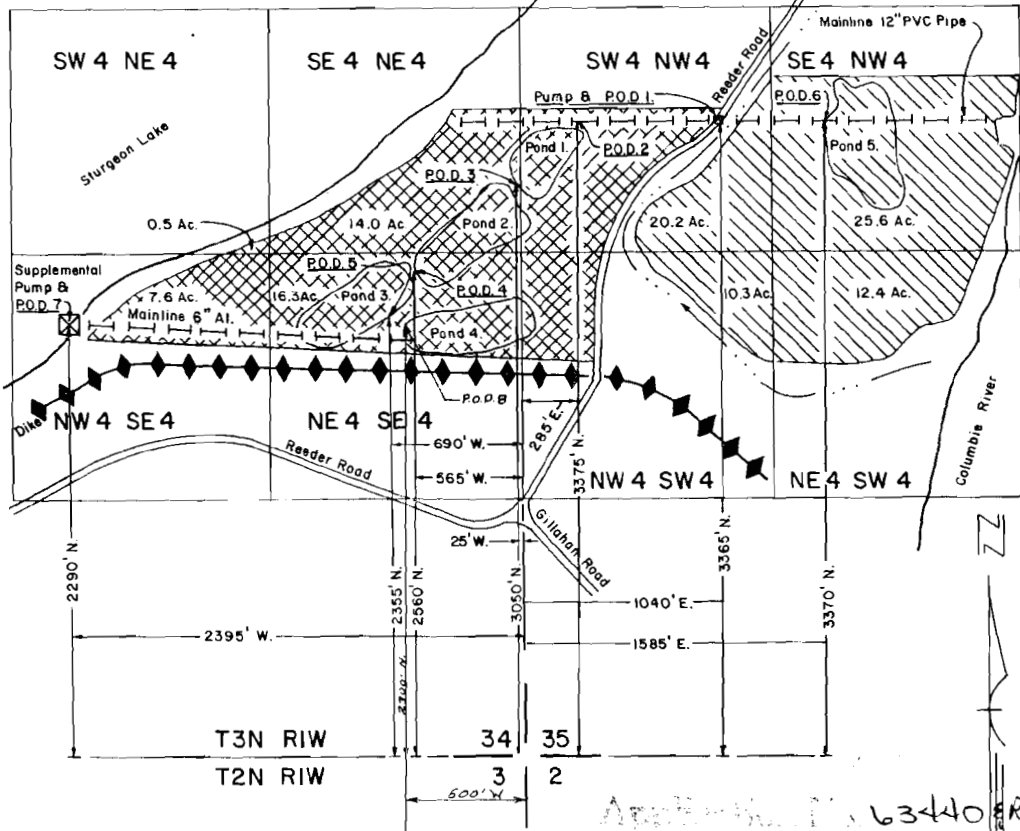 Mainline 12" PVC Pipe
SW 4 NE 4
SE 4 NE 4
SW 4 NW 4
SE 4 NW 4
Reeder Road
Pump & P.O.D. 1.
P.O.D. 6
Sturgeon Lake
Pond 1.
P.O.D. 2
Pond 5.
P.O.D. 3
0.5 Ac.
14.0 Ac
Pond 2.
20.2 Ac.
25.6 Ac.
Supplemental
Pump &
P.O.D. 7
P.O.D. 5
P.O.D. 4
7.6 Ac.
16.3 Ac.
Pond 3.
10.3 Ac.
12.4 Ac.
Mainline 6" Al.
Pond 4
P.O.D. 8
Dike
NW 4 SE 4
NE 4 SE 4
NW 4 SW 4
NE 4 SW 4
Columbia River
Reeder Road
690' W.
285' E.
565' W.
3375' N.
25' W.
Gillahan Road
2290' N.
2355' N.
2560' N.
3050' N.
3365' N.
3370' N.
1040' E.
2395' W.
1585' E.
T3N R1W
34
35
T2N R1W
3
2
600' W
63440